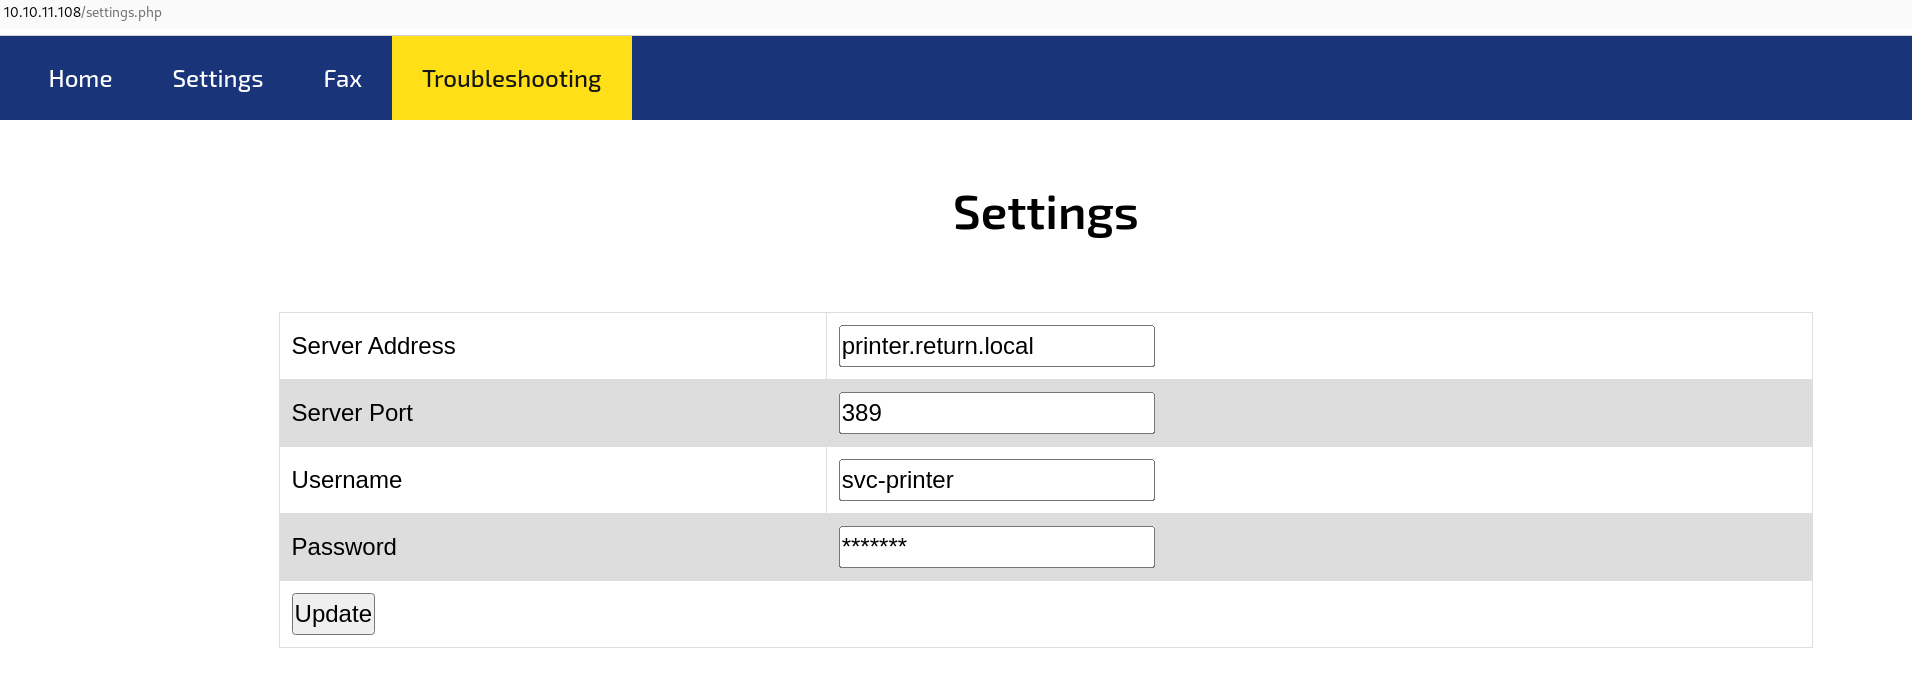 10.10.11.108/settings.php
Home Settings Fax Troubleshooting
Settings
Server Address printer.return.local
Server Port 389
Username svc-printer
Password *******
Update